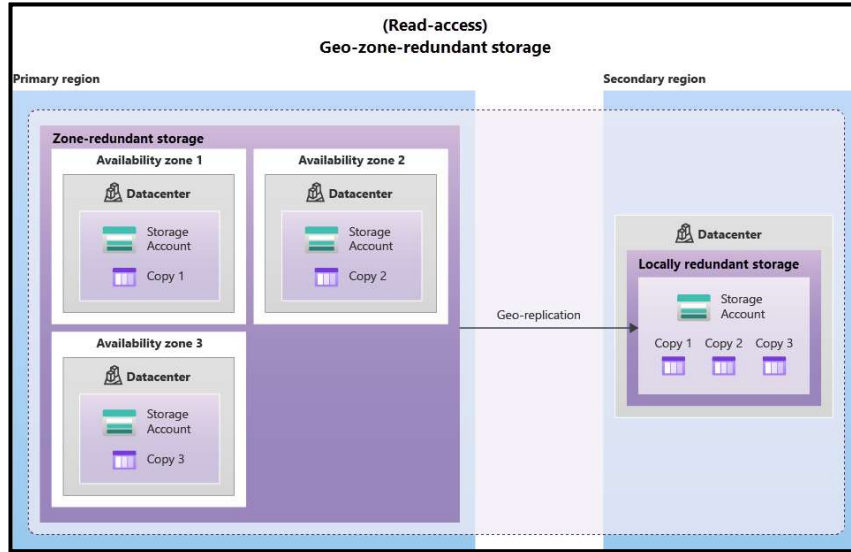 (Read-access)
Geo-zone-redundant storage
Primary region
Secondary region
Zone-redundant storage
Availability zone 1
Datacenter
Storage
Account
Copy 1
Availability zone 2
Datacenter
Storage
Account
Copy 2
Availability zone 3
Datacenter
Storage
Account
Copy 3
Geo-replication
Datacenter
Locally redundant storage
Storage
Account
Copy 1 Copy 2 Copy 3